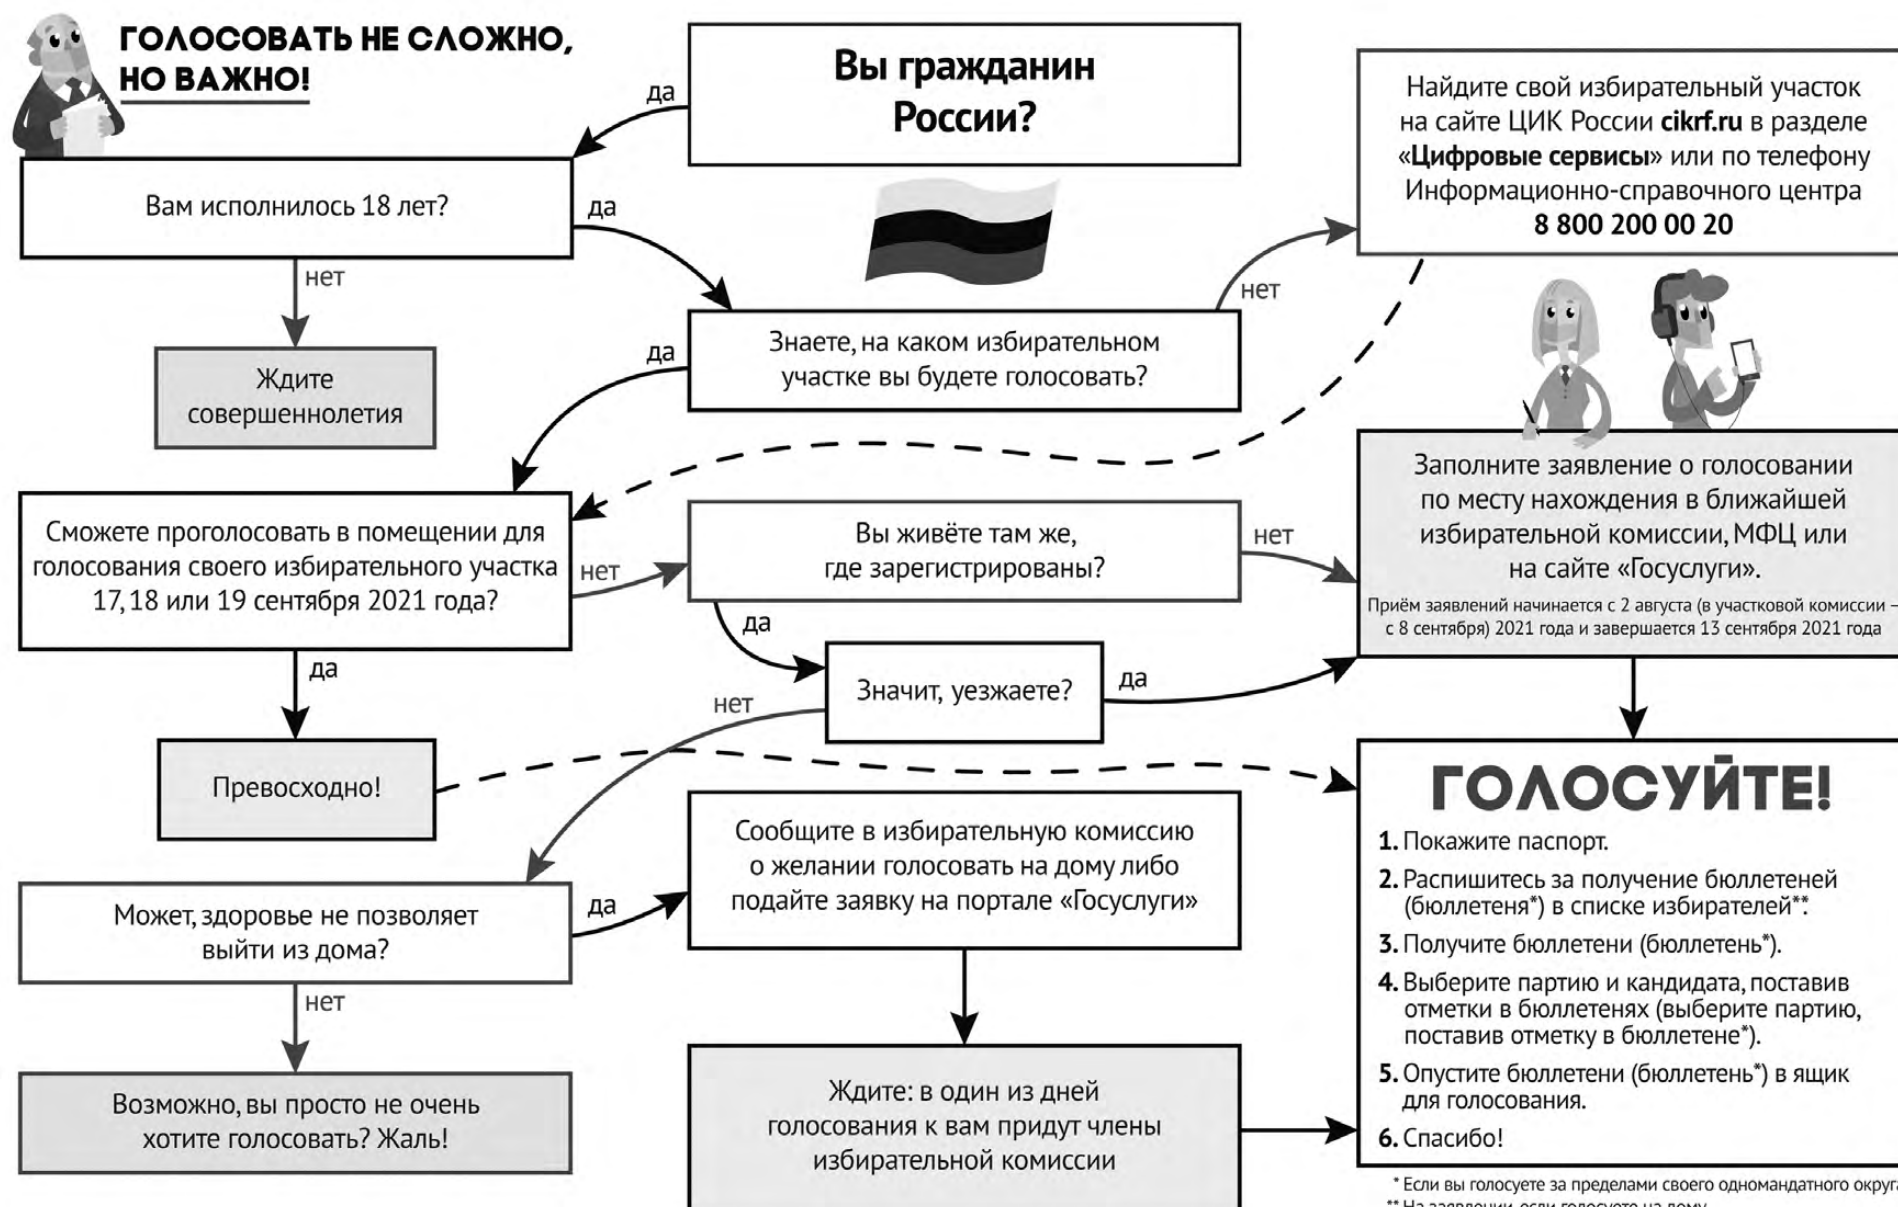 ГОЛОСОВАТЬ НЕ СЛОЖНО,
НО ВАЖНО!
Вы гражданин
России?
да
Вам исполнилось 18 лет?
да
нет
Ждите
совершеннолетия
Знаете, на каком избирательном
участке вы будете голосовать?
нет
да
Найдите свой избирательный участок
на сайте ЦИК России cikrf.ru в разделе
«Цифровые сервисы» или по телефону
Информационно-справочного центра
8 800 200 00 20
Сможете проголосовать в помещении для
голосования своего избирательного участка
17, 18 или 19 сентября 2021 года?
нет
да
Превосходно!
Вы живёте там же,
где зарегистрированы?
нет
да
Значит, уезжаете?
да
нет
Заполните заявление о голосовании
по месту нахождения в ближайшей
избирательной комиссии, МФЦ или
на сайте «Госуслуги».
Приём заявлений начинается с 2 августа (в участковой комиссии –
с 8 сентября) 2021 года и завершается 13 сентября 2021 года
Может, здоровье не позволяет
выйти из дома?
да
нет
Возможно, вы просто не очень
хотите голосовать? Жаль!
Сообщите в избирательную комиссию
о желании голосовать на дому либо
подайте заявку на портале «Госуслуги»
Ждите: в один из дней
голосования к вам придут члены
избирательной комиссии
ГОЛОСУЙТЕ!
1. Покажите паспорт.
2. Распишитесь за получение бюллетеней
(бюллетеня*) в списке избирателей**.
3. Получите бюллетени (бюллетень*).
4. Выберите партию и кандидата, поставив
отметки в бюллетенях (выберите партию,
поставив отметку в бюллетене*).
5. Опустите бюллетени (бюллетень*) в ящик
для голосования.
6. Спасибо!
* Если вы голосуете за пределами своего одномандатного округа
** На заявлении, если голосуете на дому